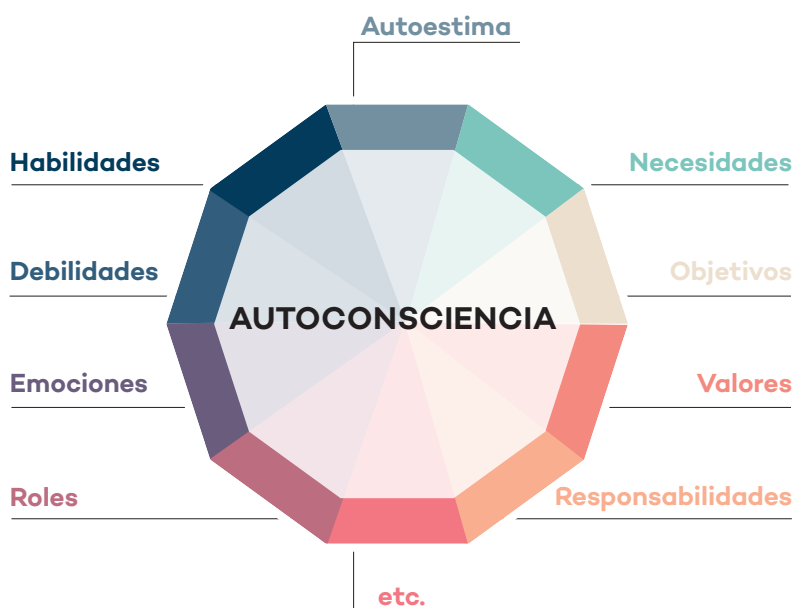 Autoestima
Habilidades
Necesidades
Debilidades
Objetivos
AUTOCONSCIENCIA
Emociones
Valores
Roles
Responsabilidades
etc.